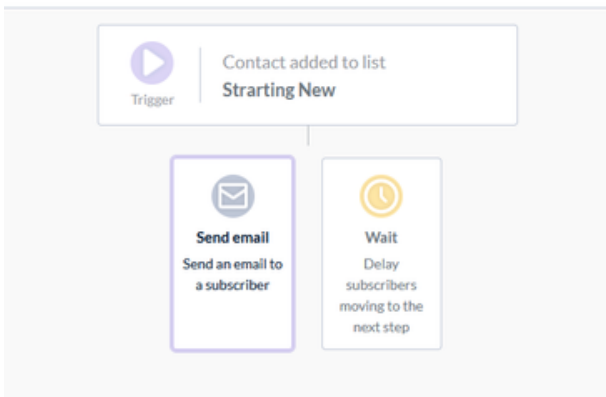 Trigger
Contact added to list
Strarting New
Send email
Send an email to
a subscriber
Wait
Delay
subscribers
moving to the
next step